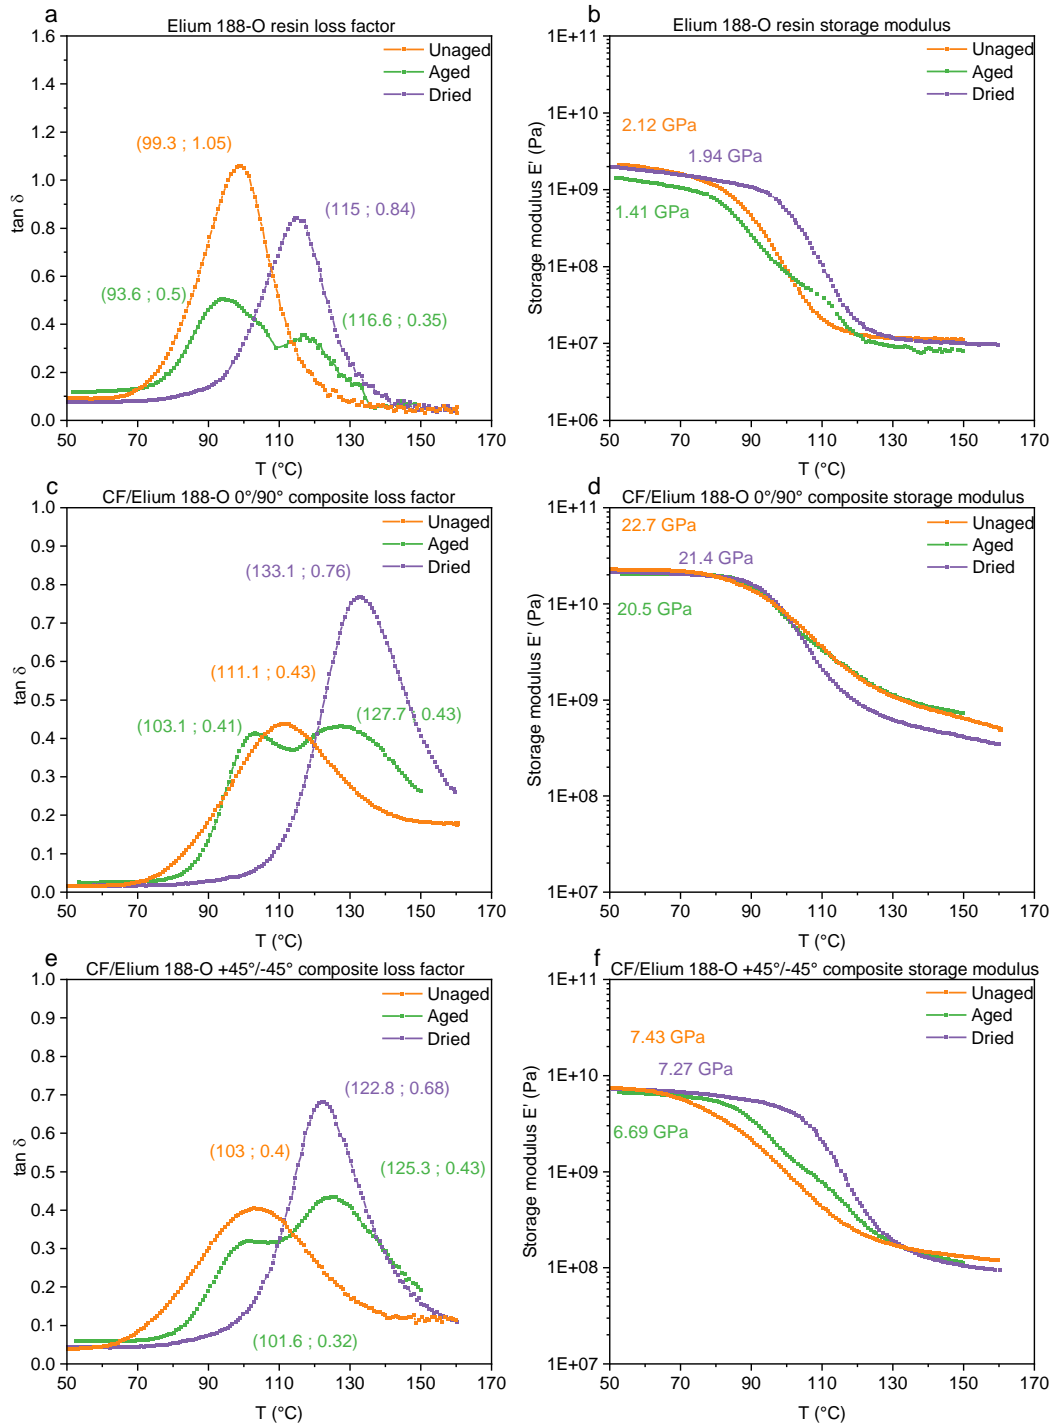 a
Elium 188-O resin loss factor
1.6
1.4
1.2
1.0
0.8
0.6
0.4
0.2
0.0
tan δ
Unaged
Aged
Dried
(99.3 ; 1.05)
(115 ; 0.84)
(93.6 ; 0.5)
(116.6 ; 0.35)
50 70 90 110 130 150 170
T (°C)
b
Elium 188-O resin storage modulus
1E+11
1E+10
1E+09
1E+08
1E+07
1E+06
Storage modulus E' (Pa)
Unaged
Aged
Dried
2.12 GPa
1.94 GPa
1.41 GPa
50 70 90 110 130 150 170
T (°C)
c
CF/Elium 188-O 0°/90° composite loss factor
1.0
0.9
0.8
0.7
0.6
0.5
0.4
0.3
0.2
0.1
0.0
tan δ
Unaged
Aged
Dried
(133.1 ; 0.76)
(111.1 ; 0.43)
(103.1 ; 0.41)
(127.7 ; 0.43)
50 70 90 110 130 150 170
T (°C)
d
CF/Elium 188-O 0°/90° composite storage modulus
1E+11
1E+10
1E+09
1E+08
1E+07
Storage modulus E' (Pa)
Unaged
Aged
Dried
22.7 GPa
21.4 GPa
20.5 GPa
50 70 90 110 130 150 170
T (°C)
e
CF/Elium 188-O +45°/-45° composite loss factor
1.0
0.9
0.8
0.7
0.6
0.5
0.4
0.3
0.2
0.1
0.0
tan δ
Unaged
Aged
Dried
(122.8 ; 0.68)
(103 ; 0.4)
(125.3 ; 0.43)
(101.6 ; 0.32)
50 70 90 110 130 150 170
T (°C)
f
CF/Elium 188-O +45°/-45° composite storage modulus
1E+11
1E+10
1E+09
1E+08
1E+07
Storage modulus E' (Pa)
Unaged
Aged
Dried
7.43 GPa
7.27 GPa
6.69 GPa
50 70 90 110 130 150 170
T (°C)